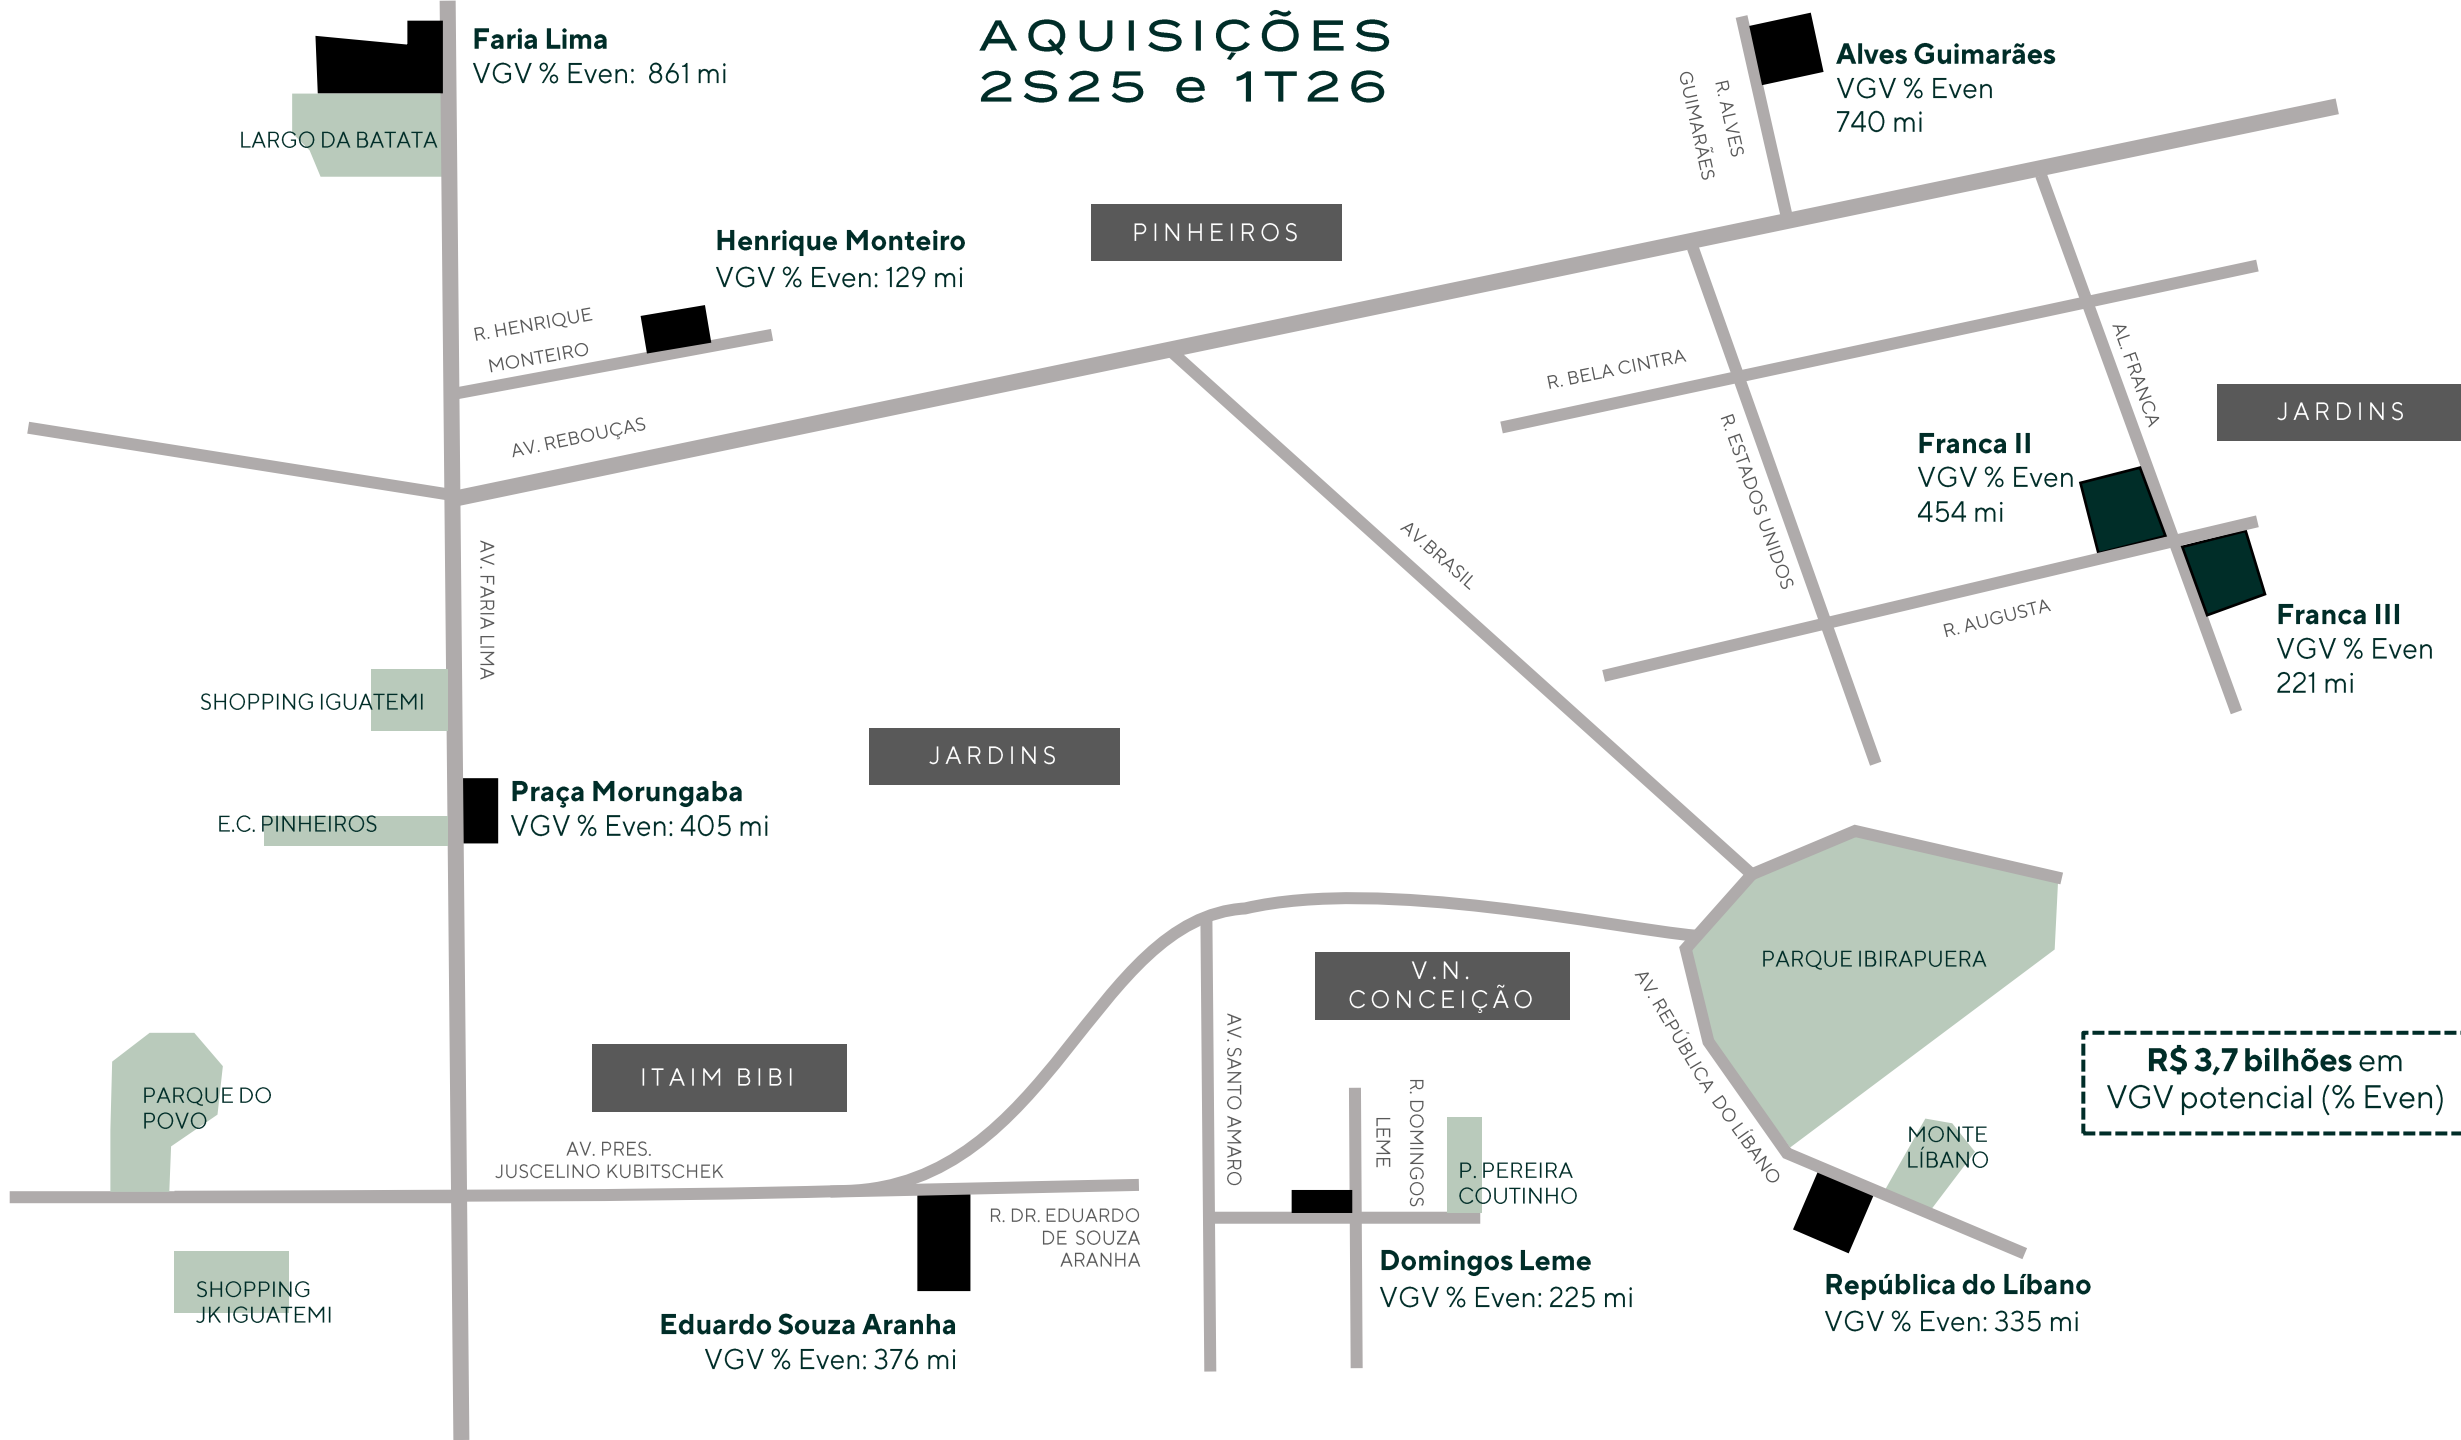 AQUISIÇÕES
2S25 e 1T26
Faria Lima
VGV % Even:  861 mi
LARGO DA BATATA
Alves Guimarães
VGV % Even
740 mi
R. ALVES
GUIMARÃES
PINHEIROS
Henrique Monteiro
VGV % Even: 129 mi
R. HENRIQUE
MONTEIRO
AV. REBOUÇAS
R. BELA CINTRA
AL. FRANCA
JARDINS
R. ESTADOS UNIDOS
Franca II
VGV % Even
454 mi
AV.BRASIL
R. AUGUSTA
Franca III
VGV % Even
221 mi
AV. FARIA LIMA
SHOPPING IGUATEMI
JARDINS
Praça Morungaba
VGV % Even: 405 mi
E.C. PINHEIROS
PARQUE IBIRAPUERA
V.N.
CONCEIÇÃO
AV. REPÚBLICA DO LÍBANO
AV. SANTO AMARO
ITAIM BIBI
R$ 3,7 bilhões em
VGV potencial (% Even)
PARQUE DO
POVO
AV. PRES.
JUSCELINO KUBITSCHEK
R. DOMINGOS
LEME
P. PEREIRA
COUTINHO
MONTE
LÍBANO
R. DR. EDUARDO
DE SOUZA
ARANHA
Domingos Leme
VGV % Even: 225 mi
República do Líbano
VGV % Even: 335 mi
SHOPPING
JK IGUATEMI
Eduardo Souza Aranha
VGV % Even: 376 mi